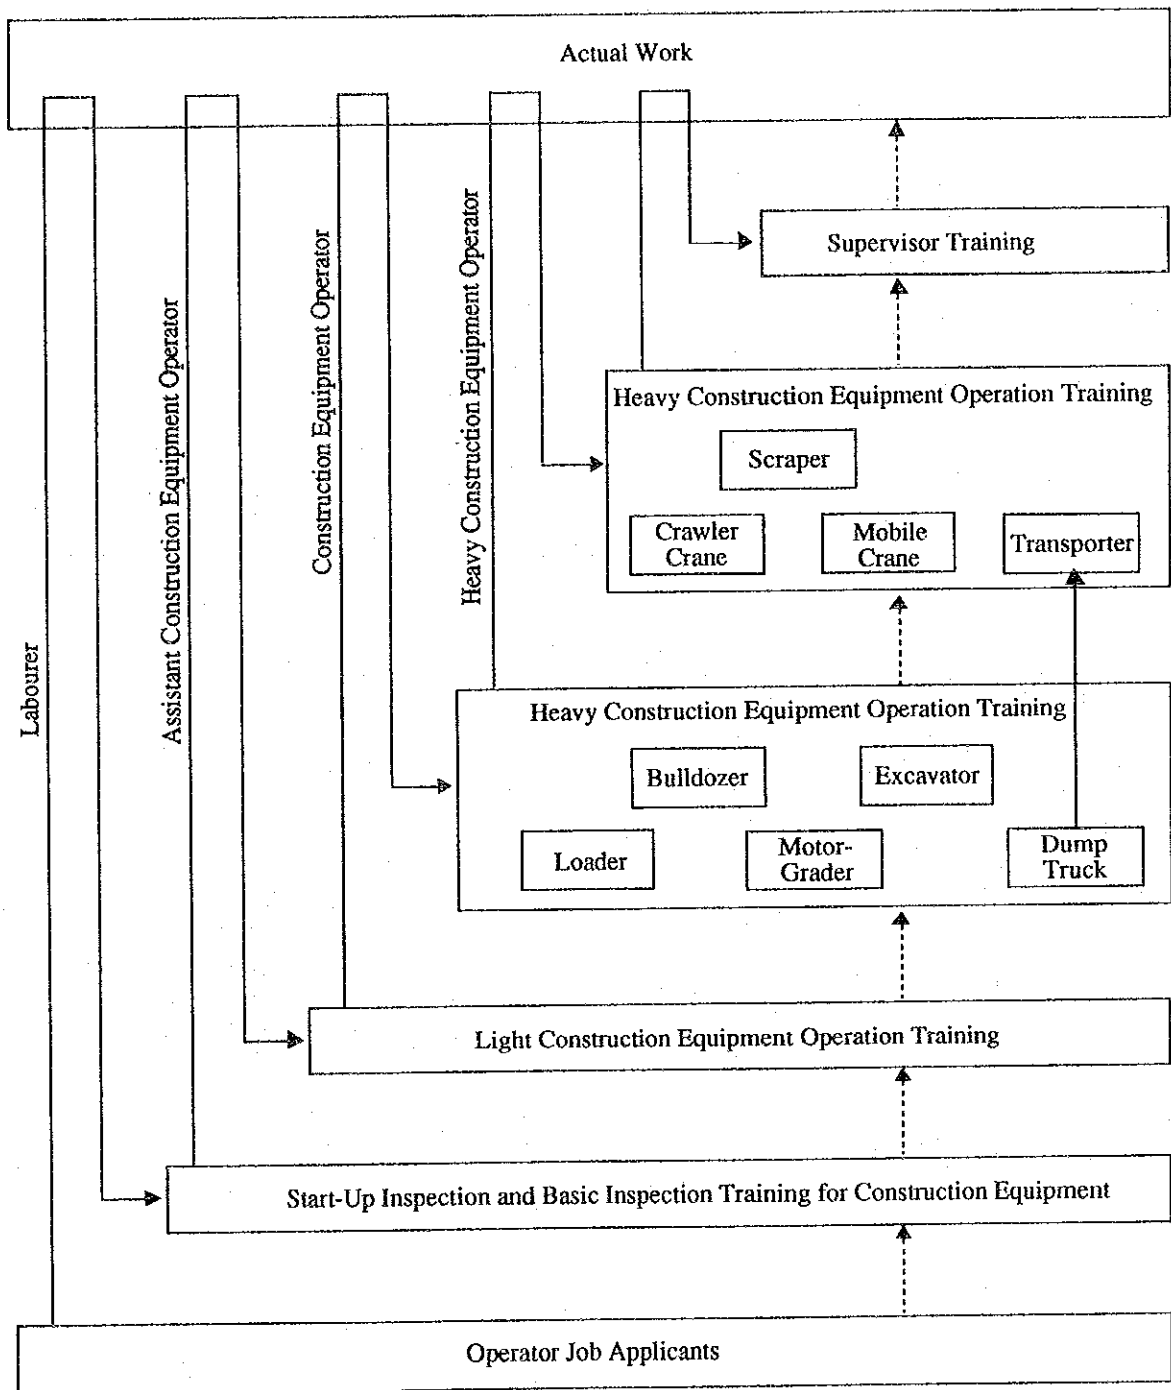 Actual Work
Supervisor Training
Heavy Construction Equipment Operation Training
Scraper
Crawler
Crane
Mobile
Crane
Transporter
Heavy Construction Equipment Operation Training
Bulldozer
Excavator
Loader
Motor-
Grader
Dump
Truck
Light Construction Equipment Operation Training
Start-Up Inspection and Basic Inspection Training for Construction Equipment
Operator Job Applicants
Labourer
Assistant Construction Equipment Operator
Construction Equipment Operator
Heavy Construction Equipment Operator